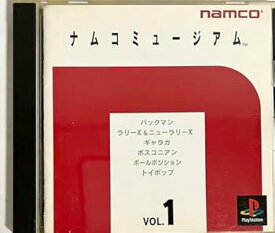 namco®
ナムコミュージアム™
パックマン
ラリーX＆ニューラリーX
ギャラガ
ボスコニアン
ポールポジション
トイポップ
VOL.1
PlayStation